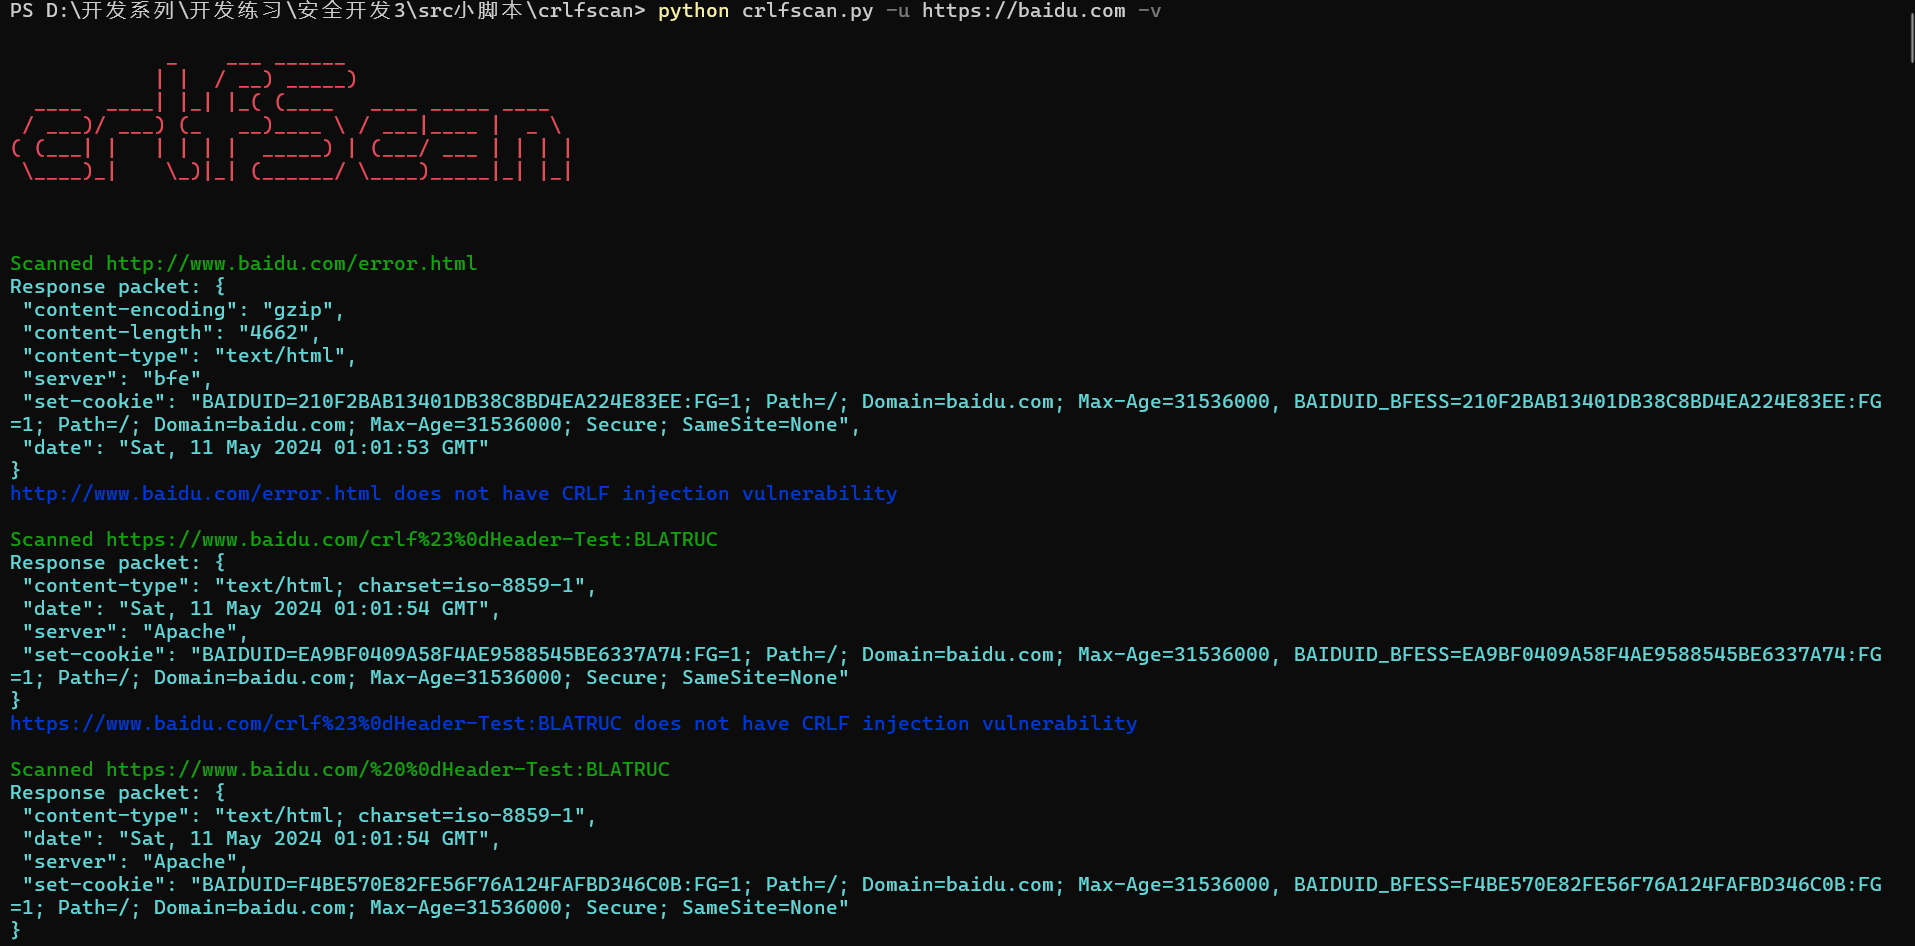 PS D:\开发系列\开发练习\安全开发3\src小脚本\crlfscan> python crlfscan.py -u https://baidu.com -v
crlfScan
Scanned http://www.baidu.com/error.html
Response packet: {
 "content-encoding": "gzip",
 "content-length": "4662",
 "content-type": "text/html",
 "server": "bfe",
 "set-cookie": "BAIDUID=210F2BAB13401DB38C8BD4EA224E83EE:FG=1; Path=/; Domain=baidu.com; Max-Age=31536000, BAIDUID_BFESS=210F2BAB13401DB38C8BD4EA224E83EE:FG
=1; Path=/; Domain=baidu.com; Max-Age=31536000; Secure; SameSite=None",
 "date": "Sat, 11 May 2024 01:01:53 GMT"
}
http://www.baidu.com/error.html does not have CRLF injection vulnerability
Scanned https://www.baidu.com/crlf%23%0dHeader-Test:BLATRUC
Response packet: {
 "content-type": "text/html; charset=iso-8859-1",
 "date": "Sat, 11 May 2024 01:01:54 GMT",
 "server": "Apache",
 "set-cookie": "BAIDUID=EA9BF0409A58F4AE9588545BE6337A74:FG=1; Path=/; Domain=baidu.com; Max-Age=31536000, BAIDUID_BFESS=EA9BF0409A58F4AE9588545BE6337A74:FG
=1; Path=/; Domain=baidu.com; Max-Age=31536000; Secure; SameSite=None"
}
https://www.baidu.com/crlf%23%0dHeader-Test:BLATRUC does not have CRLF injection vulnerability
Scanned https://www.baidu.com/%20%0dHeader-Test:BLATRUC
Response packet: {
 "content-type": "text/html; charset=iso-8859-1",
 "date": "Sat, 11 May 2024 01:01:54 GMT",
 "server": "Apache",
 "set-cookie": "BAIDUID=F4BE570E82FE56F76A124FAFBD346C0B:FG=1; Path=/; Domain=baidu.com; Max-Age=31536000, BAIDUID_BFESS=F4BE570E82FE56F76A124FAFBD346C0B:FG
=1; Path=/; Domain=baidu.com; Max-Age=31536000; Secure; SameSite=None"
}